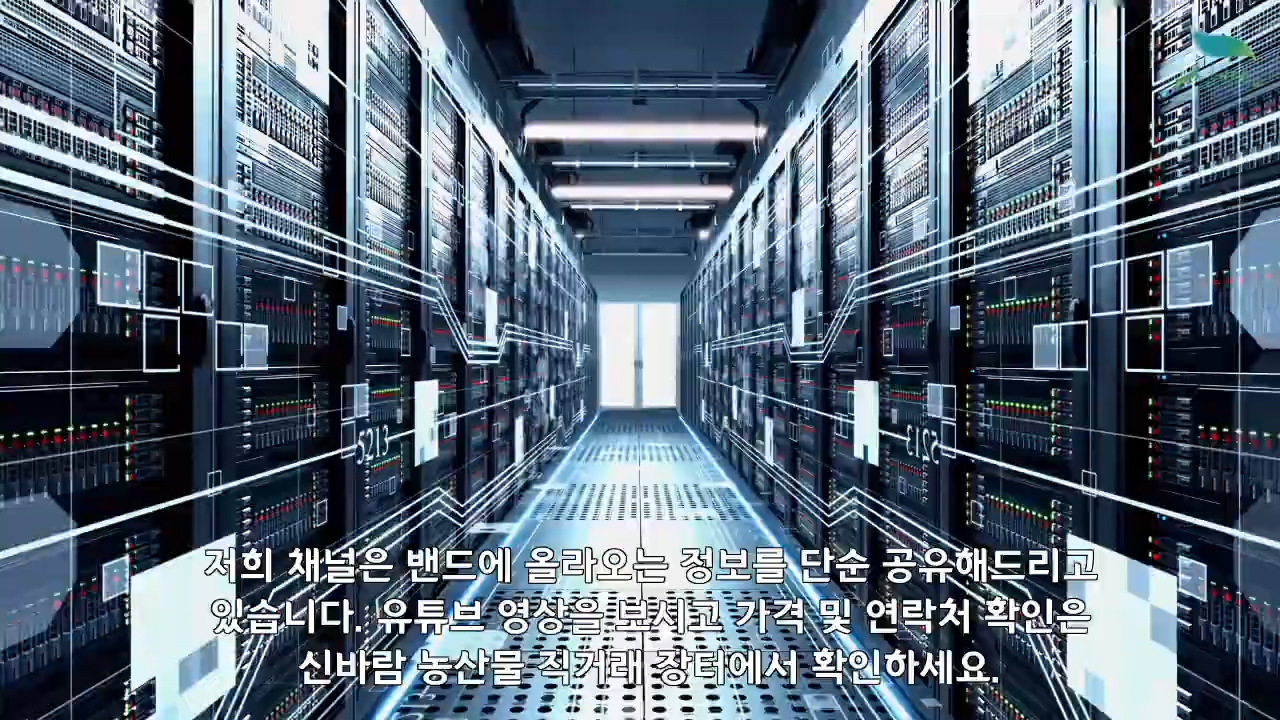 5213
5213
저희 채널은 밴드에 올라오는 정보를 단순 공유해드리고
있습니다. 유튜브 영상을 보시고 가격 및 연락처 확인은
신바람 농산물 직거래 장터에서 확인하세요.